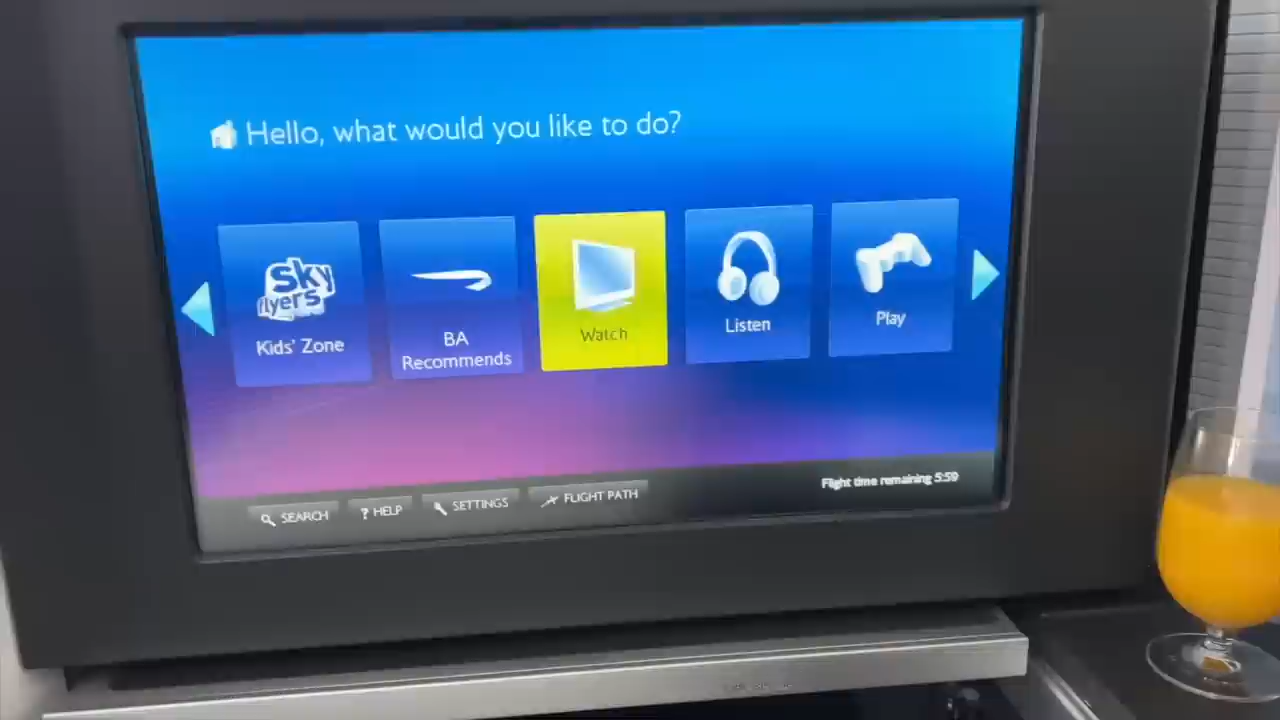 Hello, what would you like to do?
Sky
flyers
Kids' Zone
BA
Recommends
Watch
Listen
Play
SEARCH
? HELP
SETTINGS
FLIGHT PATH
Flight time remaining 5:59